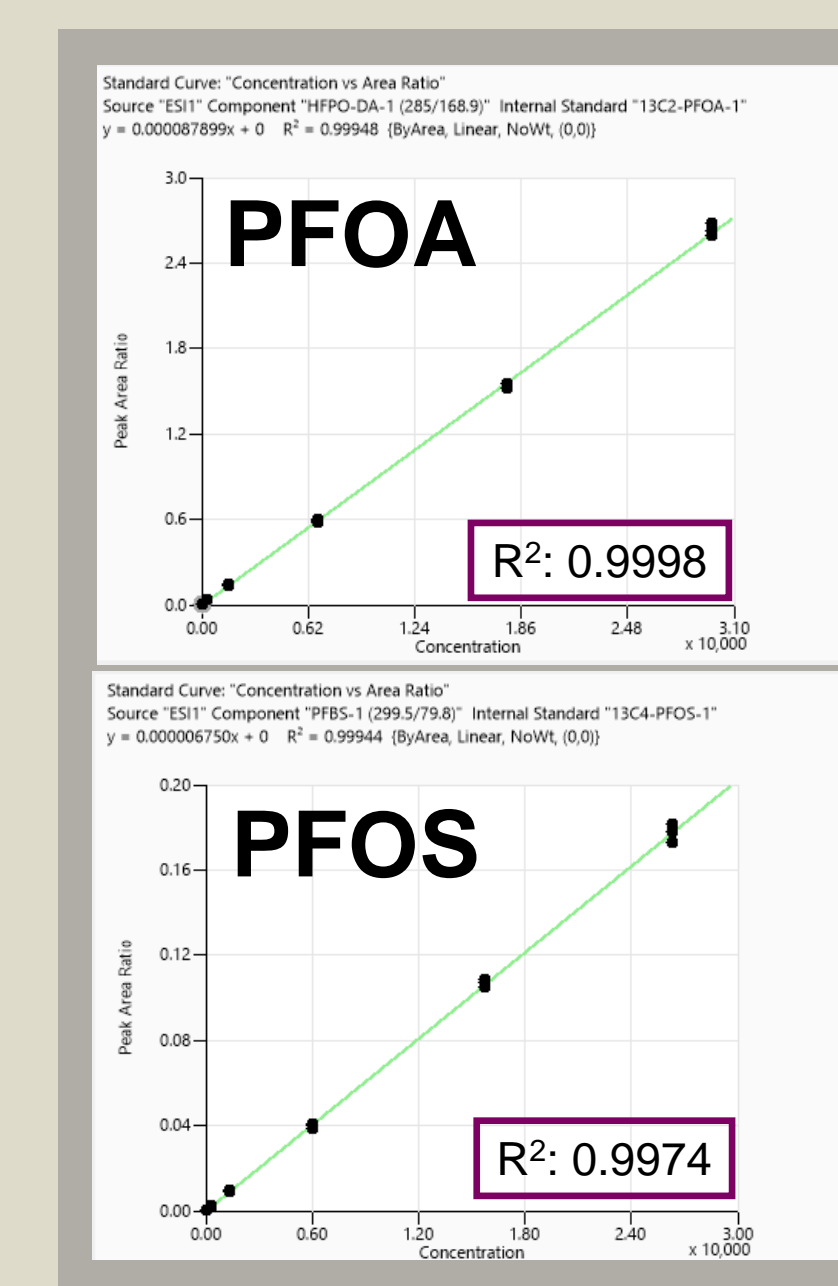 Standard Curve: "Concentration vs Area Ratio"
Source "ESI1" Component "HFPO-DA-1 (285/168.9)" Internal Standard "13C2-PFOA-1"
y = 0.000087899x + 0 R² = 0.99948 {ByArea, Linear, NoWt, (0,0)}
PFOA
Peak Area Ratio
3.0
2.4
1.8
1.2
0.6
0.0
R²: 0.9998
0.00 0.62 1.24 1.86 2.48 3.10
Concentration x 10,000
Standard Curve: "Concentration vs Area Ratio"
Source "ESI1" Component "PFBS-1 (299.5/79.8)" Internal Standard "13C4-PFOS-1"
y = 0.000006750x + 0 R² = 0.99944 {ByArea, Linear, NoWt, (0,0)}
PFOS
Peak Area Ratio
0.20
0.16
0.12
0.08
0.04
0.00
R²: 0.9974
0.00 0.60 1.20 1.80 2.40 3.00
Concentration x 10,000